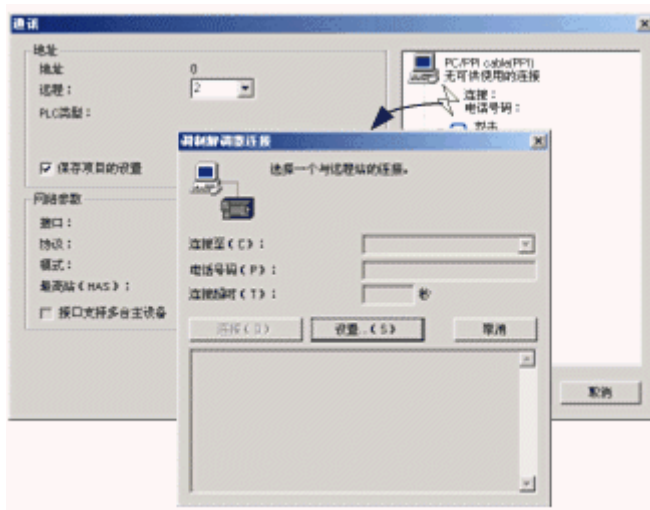 通讯
地址
地址 0
远程： 2
PLC类型：
保存项目的设置
网络参数
接口：
协议：
模式：
最高站(HAS)：
接口支持多台主设备
PC/PPI cable(PPI)
无可供使用的连接
连接：
电话号码：
双击
取消
调制解调器连接
选择一个与远程站的连接。
连接至(C)：
电话号码(P)：
连接超时(T)： 秒
连接(D) 设置..(S) 取消